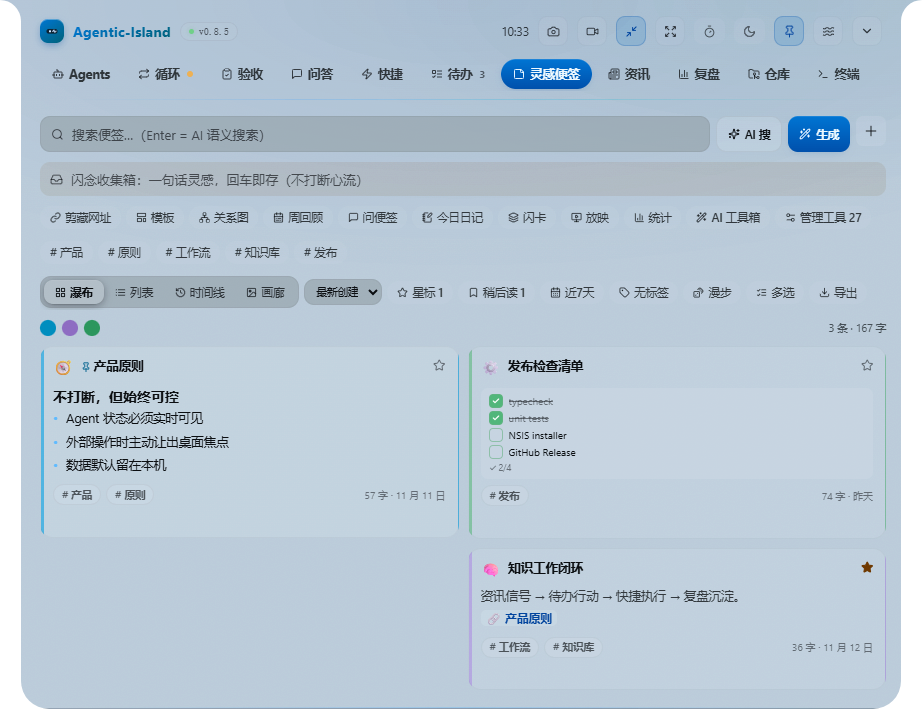 Agentic-Island v0. 8. 5 10:33
Agents 循环 验收 问答 快捷 待办 3 灵感便签 资讯 复盘 仓库 终端
搜索便签... (Enter = AI 语义搜索) AI 搜 生成
闪念收集箱：一句话灵感，回车即存（不打断心流）
剪藏网址 模板 关系图 周回顾 问便签 今日日记 闪卡 放映 统计 AI 工具箱 管理工具 27
# 产品 # 原则 # 工作流 # 知识库 # 发布
瀑布 列表 时间线 画廊 最新创建 星标 1 稍后读 1 近7天 无标签 漫步 多选 导出
3 条 · 167 字
产品原则
不打断，但始终可控
Agent 状态必须实时可见
外部操作时主动让出桌面焦点
数据默认留在本机
# 产品 # 原则 57 字 · 11 月 11 日
发布检查清单
typecheck
unit tests
NSIS installer
GitHub Release
✓ 2/4
# 发布 74 字 · 昨天
知识工作闭环
资讯信号 → 待办行动 → 快捷执行 → 复盘沉淀。
产品原则
# 工作流 # 知识库 36 字 · 11 月 12 日